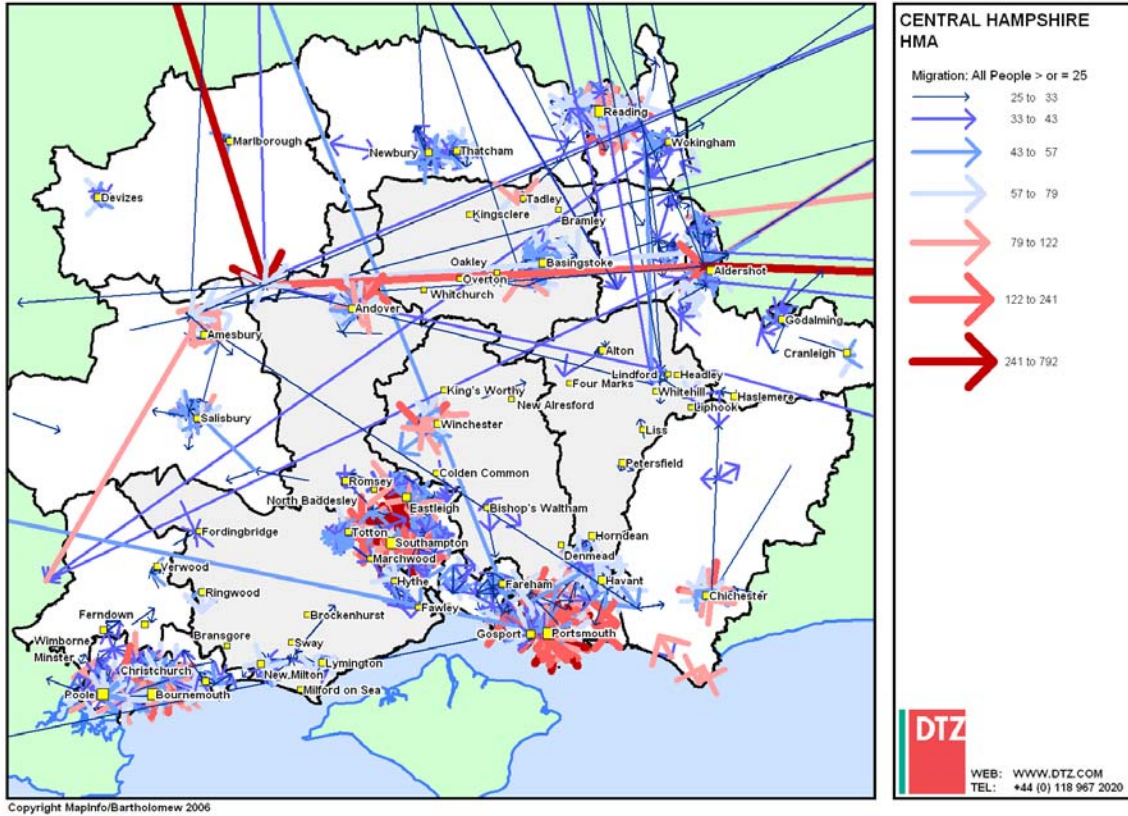 CENTRAL HAMPSHIRE
HMA
Migration: All People > or = 25
25 to 33
33 to 43
43 to 57
57 to 79
79 to 122
122 to 241
241 to 792
Reading
Marlborough
Wokingham
Newbury
Thatcham
Devizes
Tadley
Kingsclere
Bramley
Oakley
Basingstoke
Aldershot
Overton
Whitchurch
Andover
Godalming
Amesbury
Alton
Cranleigh
Lindford
Headley
Four Marks
King's Worthy
Whitehill
Haslemere
New Alresford
Liphook
Salisbury
Winchester
Liss
Petersfield
Colden Common
Romsey
North Baddesley
Eastleigh
Bishop's Waltham
Fordingbridge
Totton
Southampton
Horndean
Denmead
Marchwood
Verwood
Hythe
Fareham
Havant
Ringwood
Chichester
Fawley
Ferndown
Brockenhurst
Gosport
Portsmouth
Wimborne
Minster
Bransgore
Sway
Christchurch
Lymington
New Milton
Poole
Bournemouth
Milford on Sea
DTZ
WEB: WWW.DTZ.COM
TEL: +44 (0) 118 967 2020
Copyright MapInfo/Bartholomew 2006